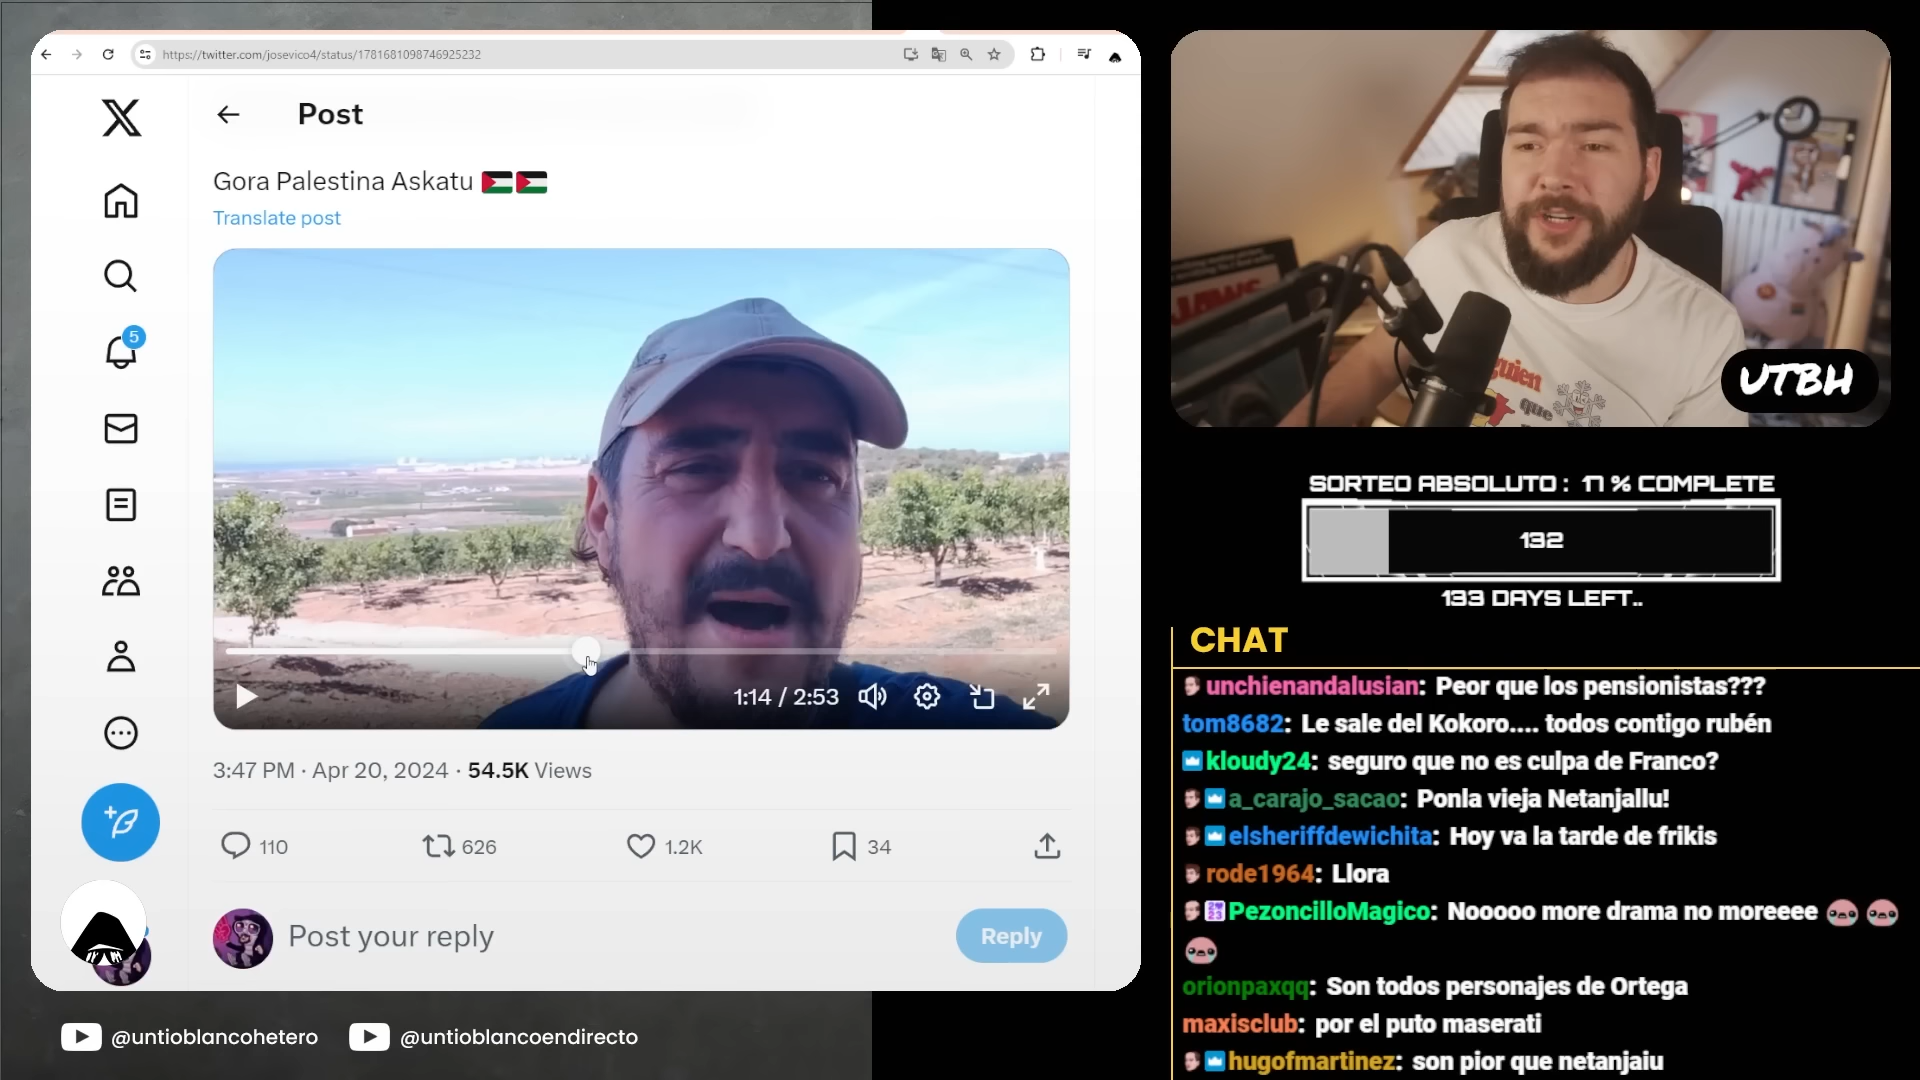 https://twitter.com/josevico4/status/1781681098746925232
Post
Gora Palestina Askatu
Translate post
5
1:14 / 2:53
3:47 PM · Apr 20, 2024 · 54.5K Views
110
626
1.2K
34
Post your reply
Reply
@untioblancohetero
@untioblancoendirecto
JAWS
guien
que
UTBH
SORTEO ABSOLUTO : 17 % COMPLETE
132
133 DAYS LEFT..
CHAT
unchienandalusian: Peor que los pensionistas???
tom8682: Le sale del Kokoro.... todos contigo rubén
kloudy24: seguro que no es culpa de Franco?
a_carajo_sacao: Ponla vieja Netanjallu!
elsheriffdewichita: Hoy va la tarde de frikis
rode1964: Llora
PezoncilloMagico: Nooooo more drama no moreeee
orionpaxqq: Son todos personajes de Ortega
maxisclub: por el puto maserati
hugofmartinez: son pior que netanjaiu